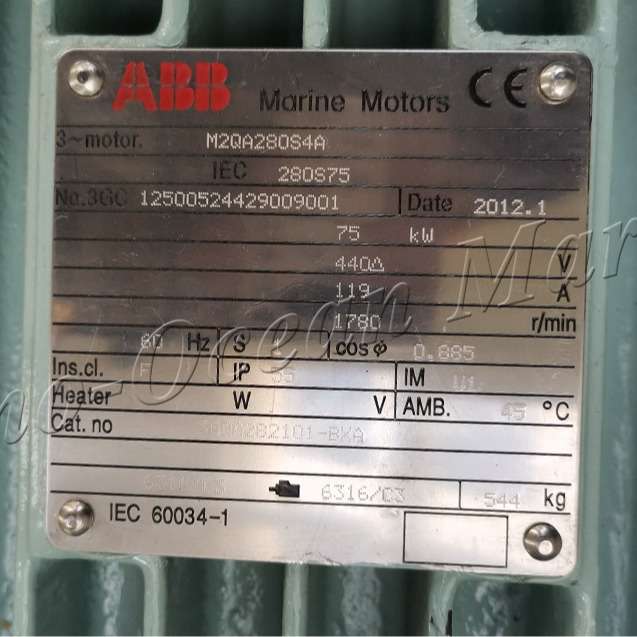 ABB Marine Motors CE
3~motor. M2QA280S4A
IEC 280S75
No.3GC 12500524429009001 Date 2012.1
75 kW
440Δ V
119 A
1780 r/min
60 Hz S 1 cosφ 0.885
Ins.cl. F IP 55 IM
Heater W V AMB. 45 °C
Cat. no
6316/C3 544 kg
IEC 60034-1